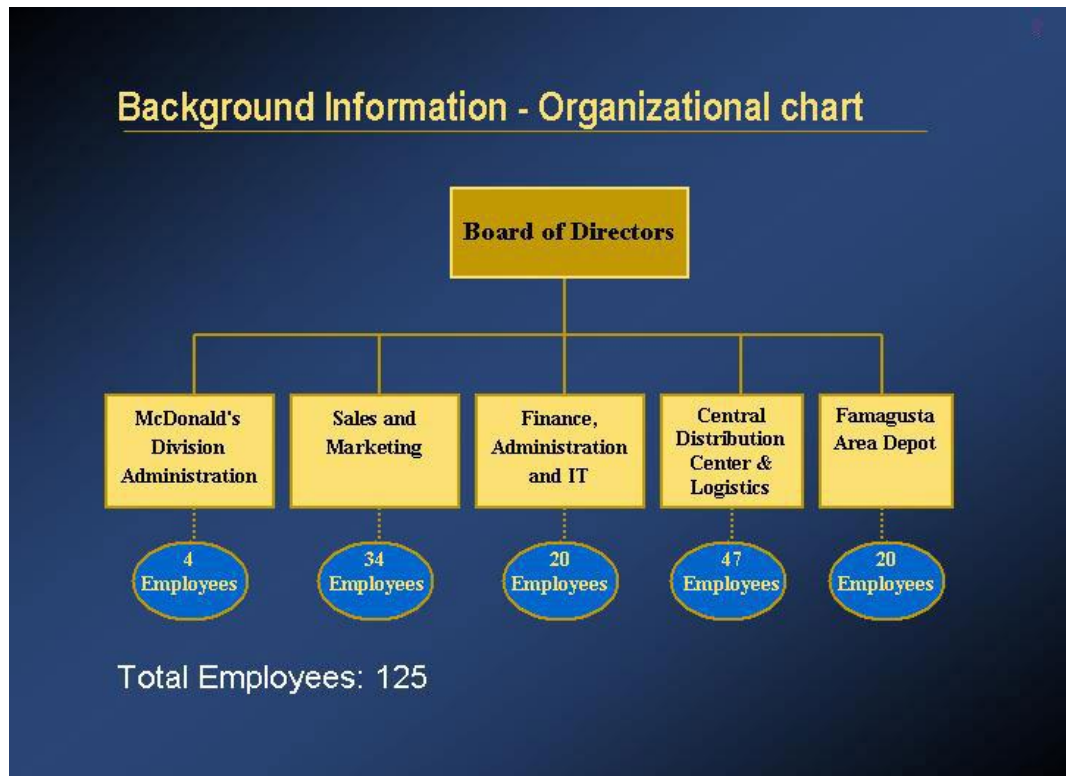 Background Information - Organizational chart
Board of Directors
McDonald's
Division
Administration
Sales and
Marketing
Finance,
Administration
and IT
Central
Distribution
Center &
Logistics
Famagusta
Area Depot
4
Employees
34
Employees
20
Employees
47
Employees
20
Employees
Total Employees: 125